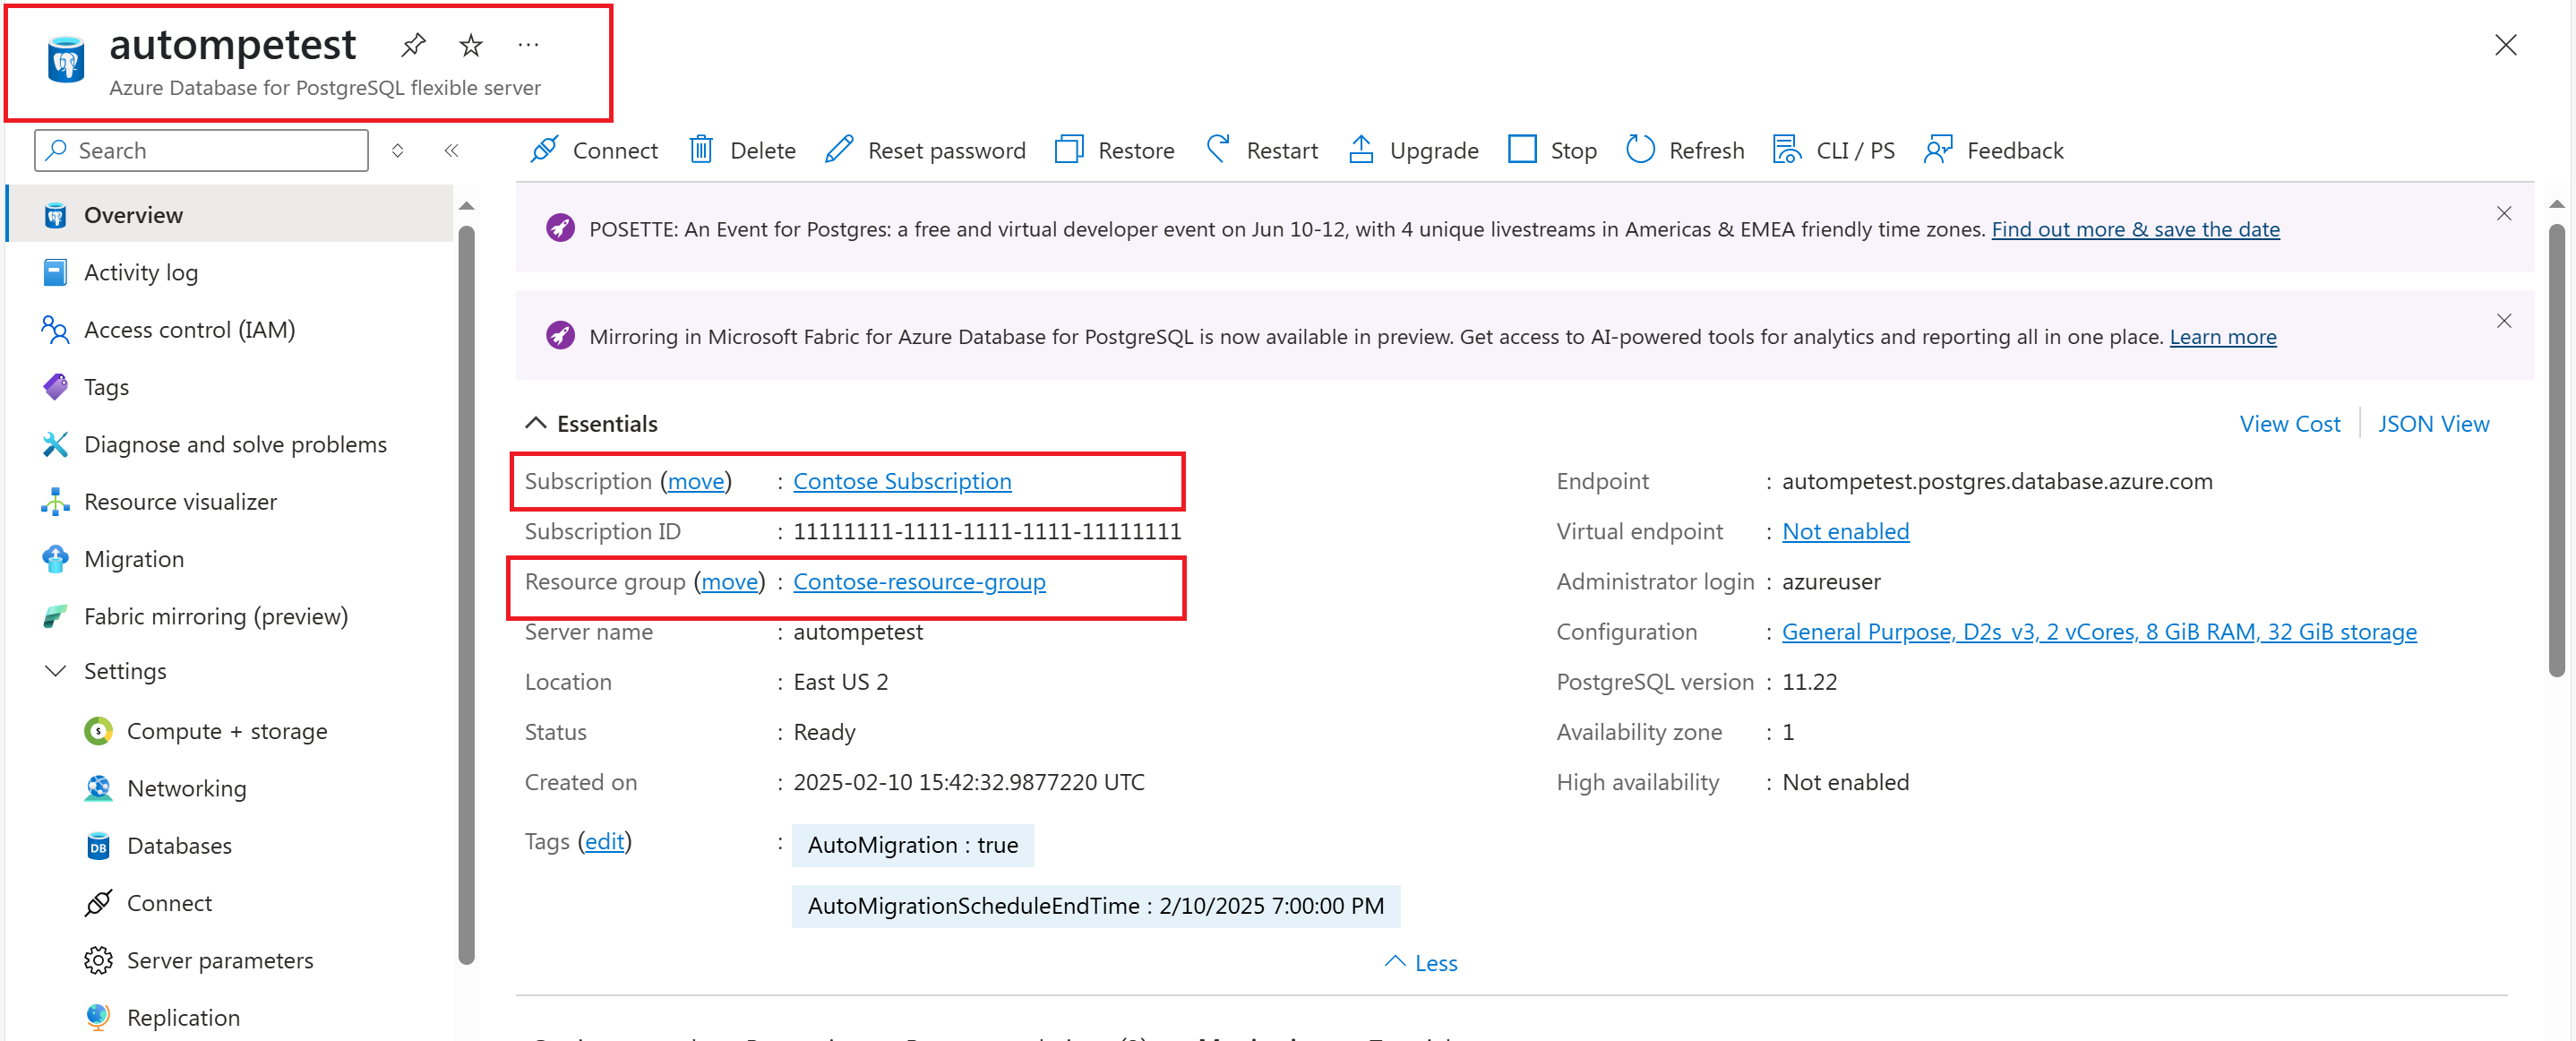 autompetest
Azure Database for PostgreSQL flexible server
Search
Connect Delete Reset password Restore Restart Upgrade Stop Refresh CLI / PS Feedback
Overview
Activity log
Access control (IAM)
Tags
Diagnose and solve problems
Resource visualizer
Migration
Fabric mirroring (preview)
Settings
Compute + storage
Networking
DB Databases
Connect
Server parameters
Replication
POSETTE: An Event for Postgres: a free and virtual developer event on Jun 10-12, with 4 unique livestreams in Americas & EMEA friendly time zones. Find out more & save the date
Mirroring in Microsoft Fabric for Azure Database for PostgreSQL is now available in preview. Get access to AI-powered tools for analytics and reporting all in one place. Learn more
Essentials
View Cost JSON View
Subscription (move) : Contose Subscription
Subscription ID : 11111111-1111-1111-1111-11111111
Resource group (move) : Contose-resource-group
Server name : autompetest
Location : East US 2
Status : Ready
Created on : 2025-02-10 15:42:32.9877220 UTC
Tags (edit) : AutoMigration : true
AutoMigrationScheduleEndTime : 2/10/2025 7:00:00 PM
Endpoint : autompetest.postgres.database.azure.com
Virtual endpoint : Not enabled
Administrator login : azureuser
Configuration : General Purpose, D2s_v3, 2 vCores, 8 GiB RAM, 32 GiB storage
PostgreSQL version : 11.22
Availability zone : 1
High availability : Not enabled
Less